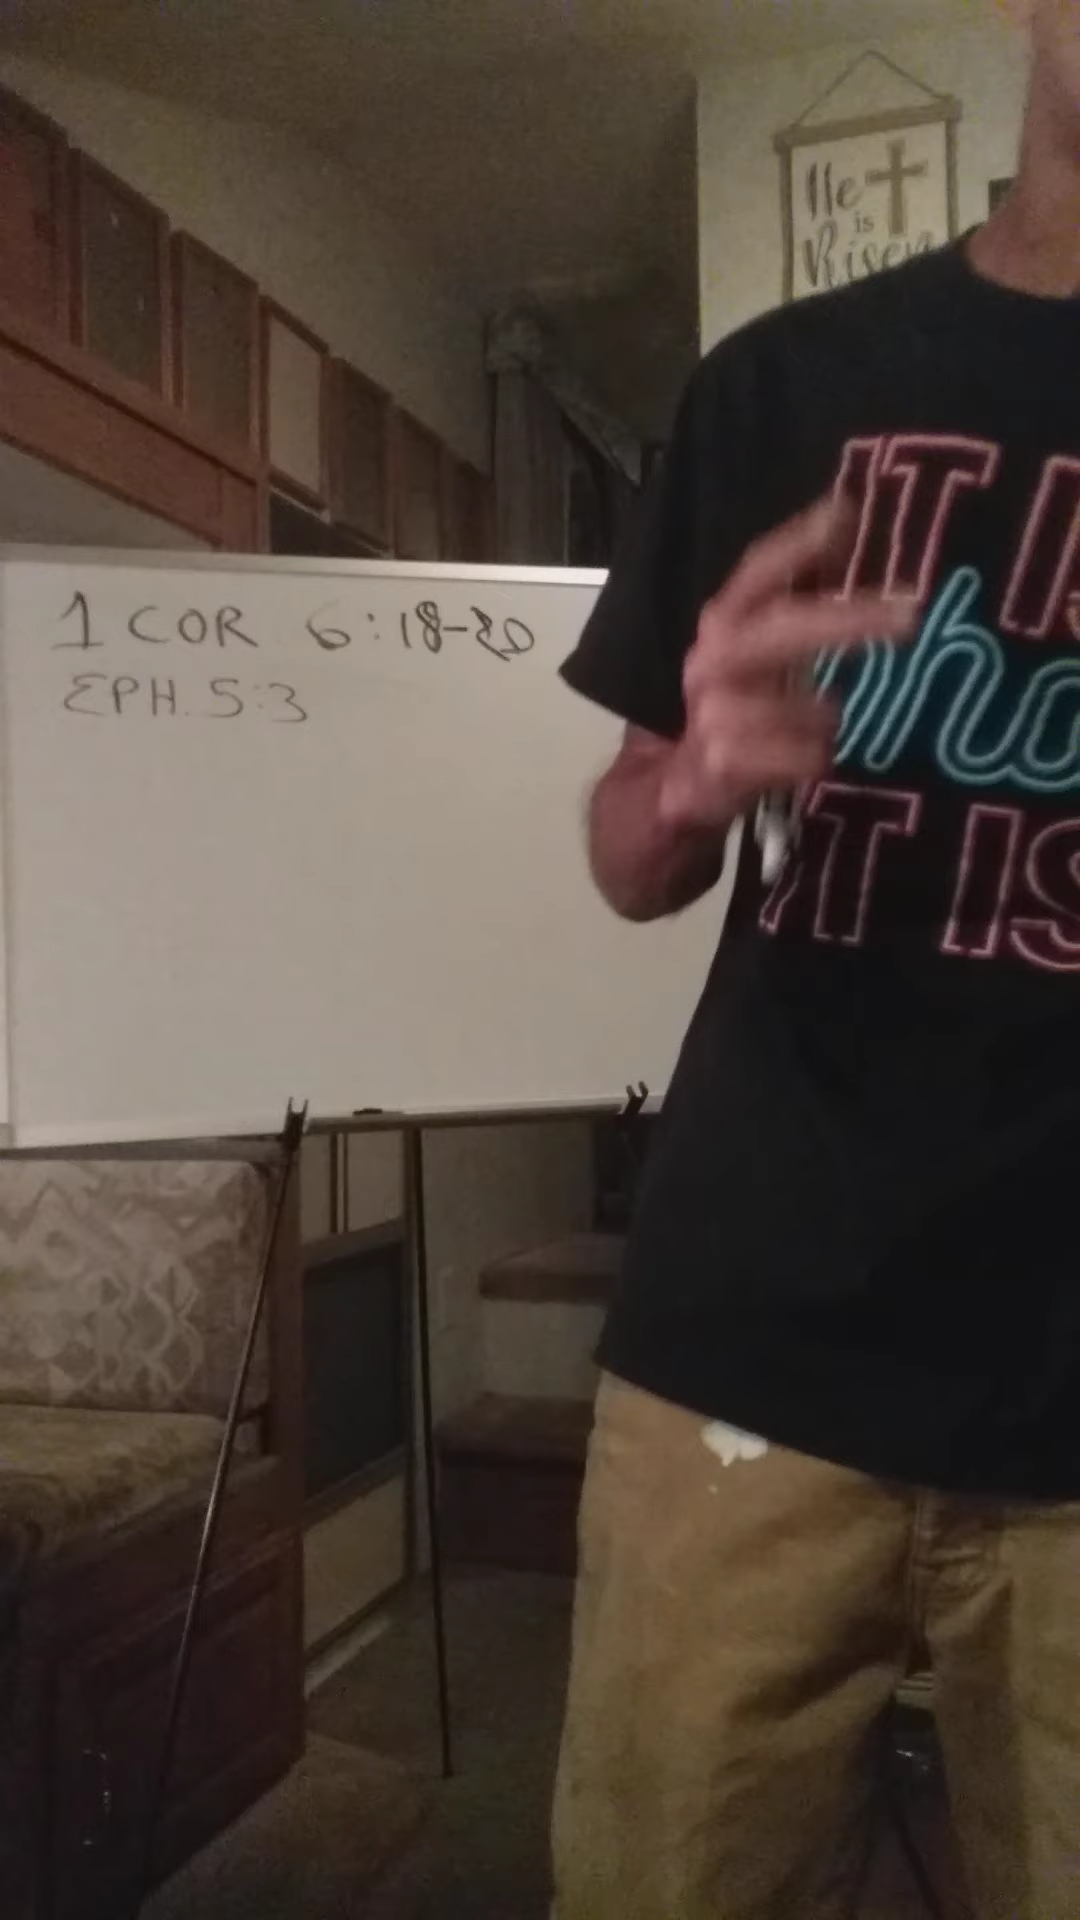 He
is
Risen
IT IS
IT IS
1 COR 6:18-20
EPH. 5:3